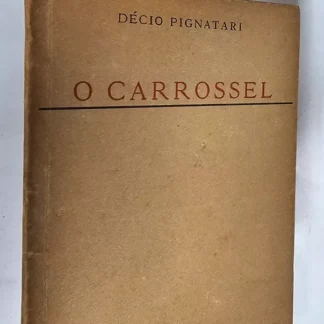 DÉCIO PIGNATARI
O CARROSSEL